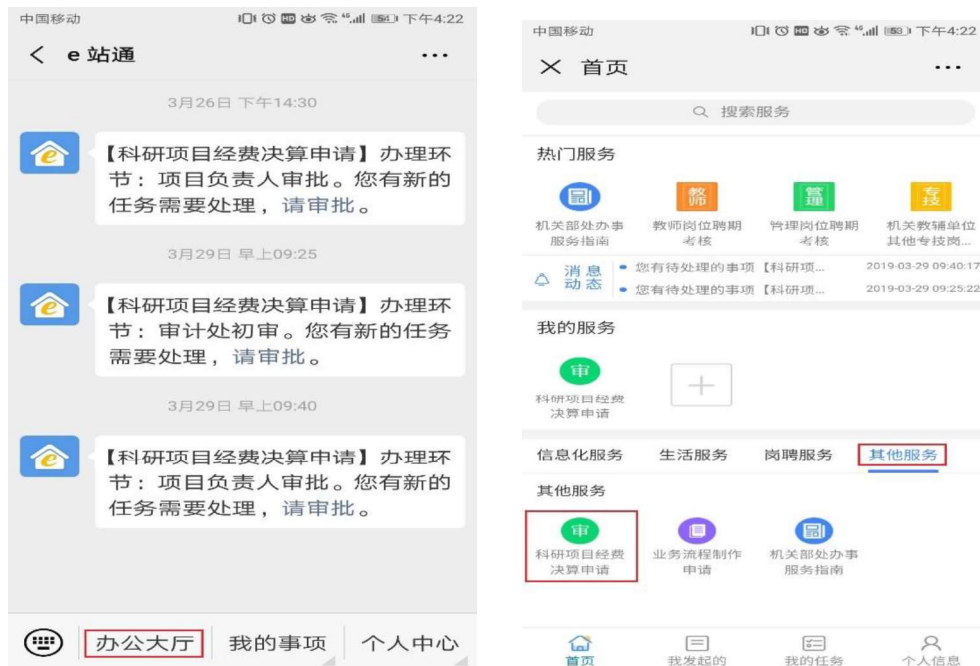 中国移动
HD 4G 54 下午4:22
e 站通
3月26日 下午14:30
【科研项目经费决算申请】办理环
节：项目负责人审批。您有新的
任务需要处理，请审批。
3月29日 早上09:25
【科研项目经费决算申请】办理环
节：审计处初审。您有新的任务
需要处理，请审批。
3月29日 早上09:40
【科研项目经费决算申请】办理环
节：项目负责人审批。您有新的
任务需要处理，请审批。
办公大厅
我的事项
个人中心
中国移动
HD 4G 53 下午4:22
首页
搜索服务
热门服务
教师
管理
专技
机关部处办事
服务指南
教师岗位聘期
考核
管理岗位聘期
考核
机关教辅单位
其他专技岗...
消息
动态
您有待处理的事项【科研项... 2019-03-29 09:40:17
您有待处理的事项【科研项... 2019-03-29 09:25:22
我的服务
审
科研项目经费
决算申请
信息化服务 生活服务 岗聘服务 其他服务
其他服务
审
科研项目经费
决算申请
业务流程制作
申请
机关部处办事
服务指南
首页
我发起的
我的任务
个人信息